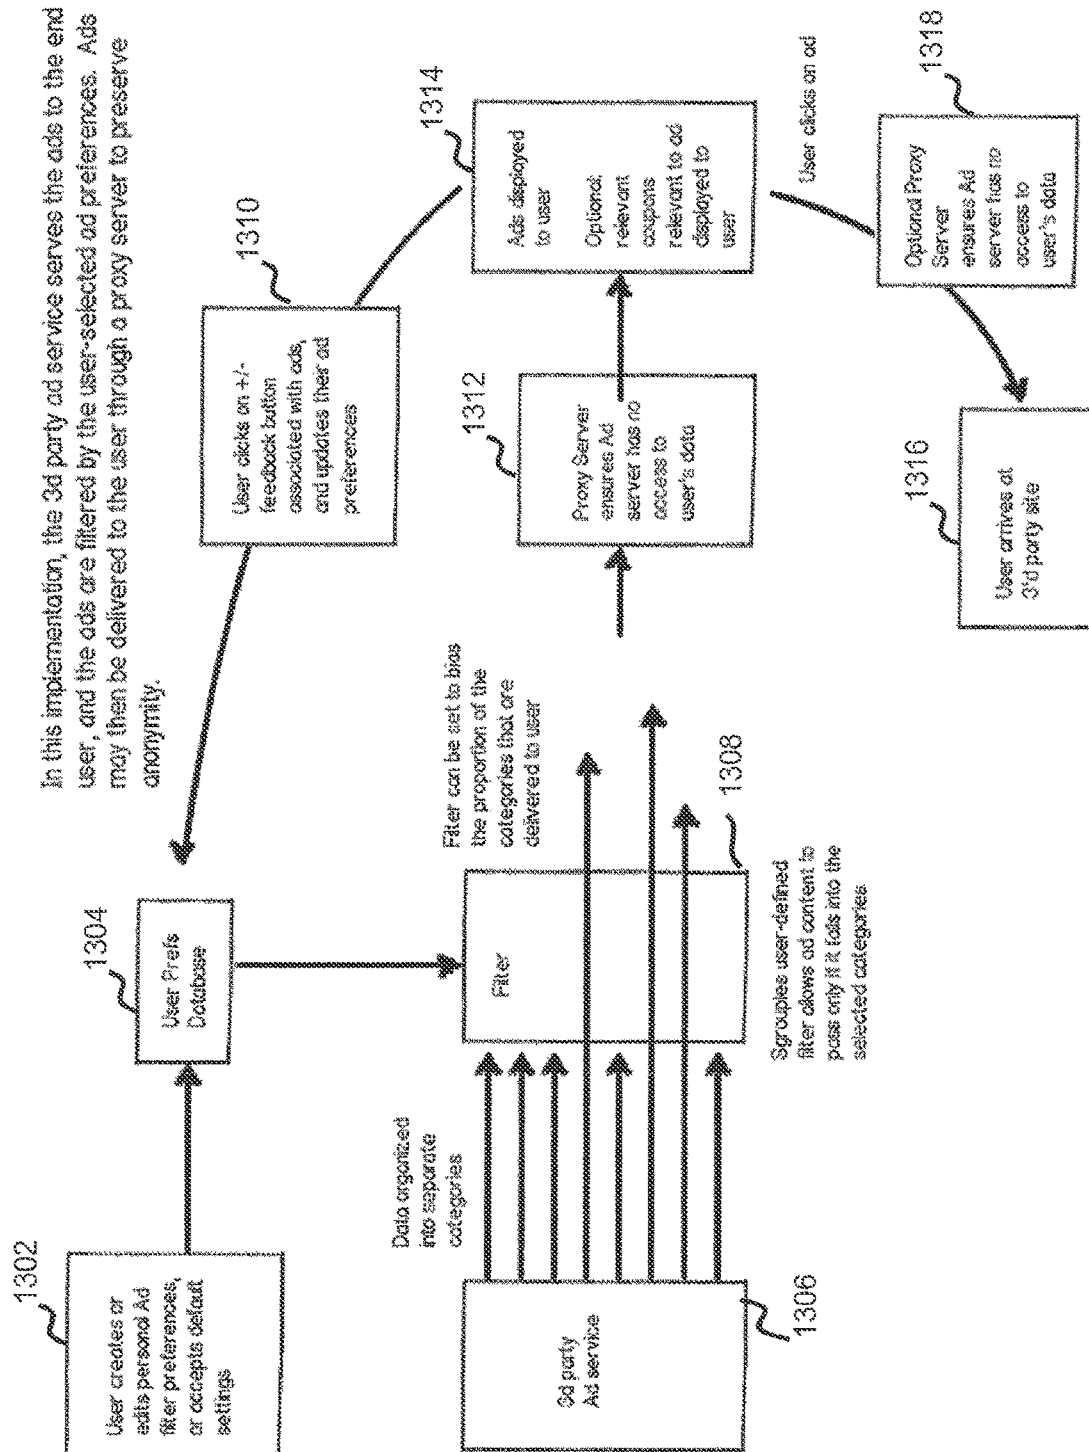 In this implementation, the 3d party ad service serves the ads to the end
user, and the ads are filtered by the user-selected ad preferences. Ads
may then be delivered to the user through a proxy server to preserve
anonymity.
1302
User creates or
edits personal Ad
filter preferences,
or accepts default
settings
1304
User Prefs
Database
1310
User clicks on +/-
feedback button
associated with ads,
and updates their ad
preferences
1306
3d party
Ad service
Data organized
into separate
categories
Filter
1308
Filter can be set to bias
the proportion of the
categories that are
delivered to user
Sgrouples user-defined
filter allows ad content to
pass only if it falls into the
selected categories
1312
Proxy Server
ensures Ad
server has no
access to
user's data
1314
Ads displayed
to user
Optional:
relevant
coupons
relevant to ad
displayed to
user
User clicks on ad
1318
Optional Proxy
Server
ensures Ad
server has no
access to
user's data
1316
User arrives at
3'd party site